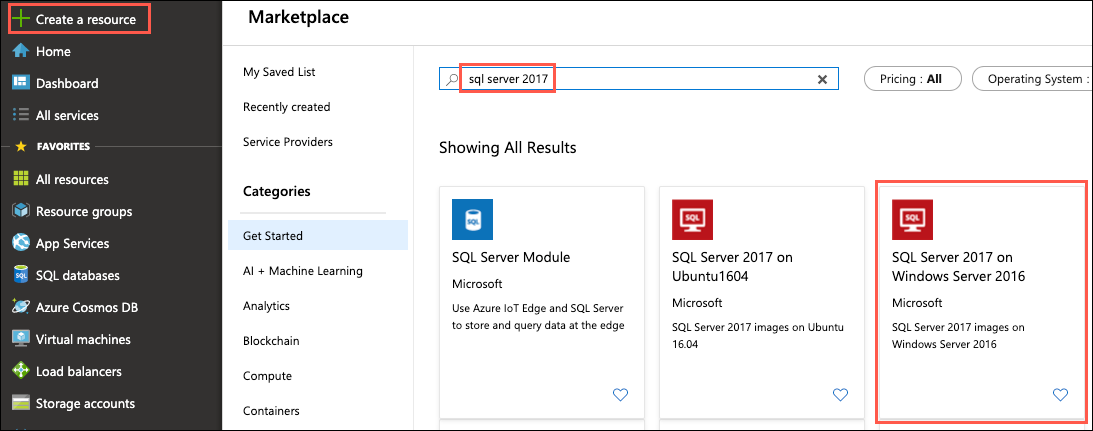 Create a resource
Home
Dashboard
All services
FAVORITES
All resources
Resource groups
App Services
SQL databases
Azure Cosmos DB
Virtual machines
Load balancers
Storage accounts
Marketplace
My Saved List
Recently created
Service Providers
Categories
Get Started
AI + Machine Learning
Analytics
Blockchain
Compute
Containers
sql server 2017
Pricing : All
Operating System :
Showing All Results
SQL
SQL Server Module
Microsoft
Use Azure IoT Edge and SQL Server
to store and query data at the edge
SQL
SQL Server 2017 on
Ubuntu1604
Microsoft
SQL Server 2017 images on Ubuntu
16.04
SQL
SQL Server 2017 on
Windows Server 2016
Microsoft
SQL Server 2017 images on
Windows Server 2016